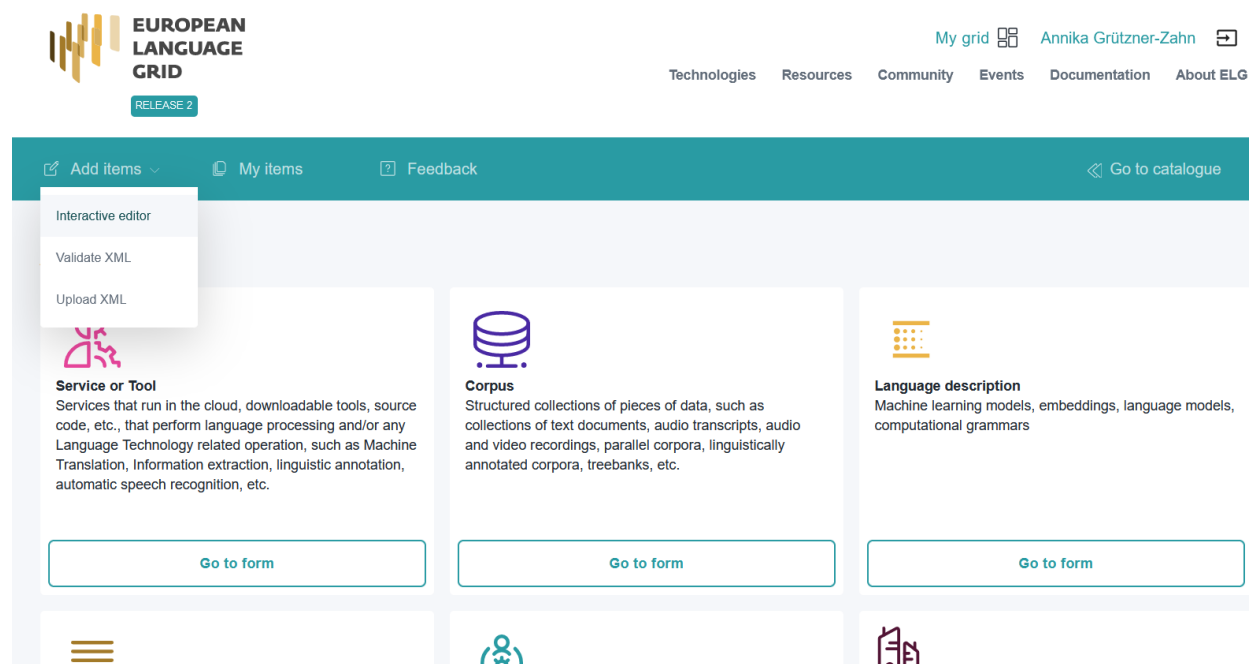 EUROPEAN
LANGUAGE
GRID
RELEASE 2
My grid
Annika Grützner-Zahn
Technologies Resources Community Events Documentation About ELG
Add items
My items
? Feedback
Go to catalogue
Interactive editor
Validate XML
Upload XML
Service or Tool
Services that run in the cloud, downloadable tools, source
code, etc., that perform language processing and/or any
Language Technology related operation, such as Machine
Translation, Information extraction, linguistic annotation,
automatic speech recognition, etc.
Go to form
Corpus
Structured collections of pieces of data, such as
collections of text documents, audio transcripts, audio
and video recordings, parallel corpora, linguistically
annotated corpora, treebanks, etc.
Go to form
Language description
Machine learning models, embeddings, language models,
computational grammars
Go to form